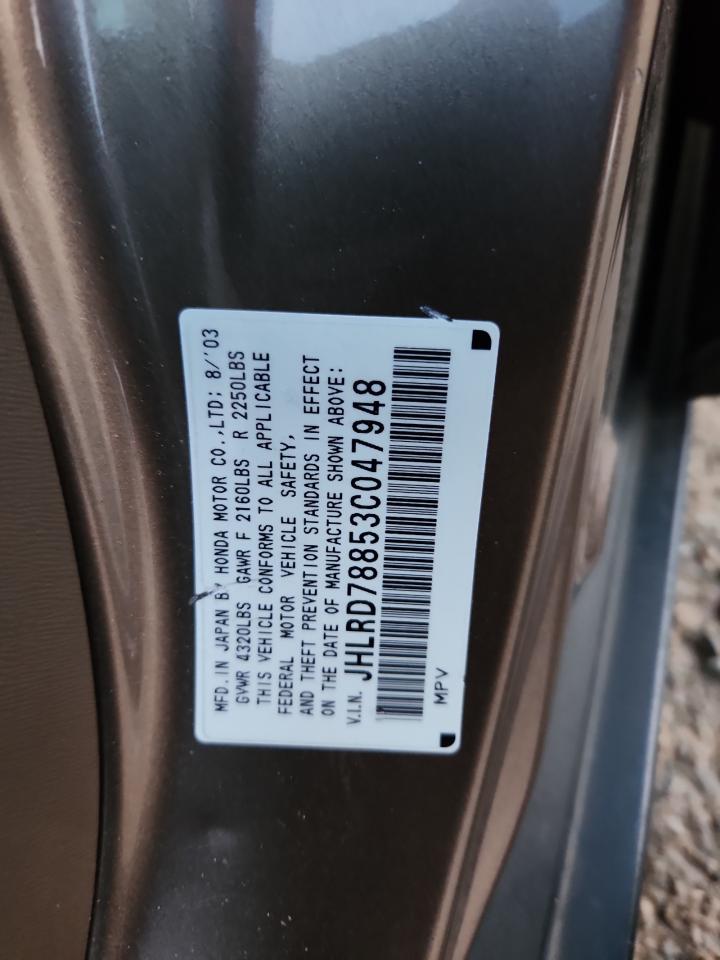 MFD. IN JAPAN BY HONDA MOTOR CO.,LTD: 8/'03
GVWR 4320LBS GAWR F 2160LBS R 2250LBS
THIS VEHICLE CONFORMS TO ALL APPLICABLE
FEDERAL MOTOR VEHICLE SAFETY,
AND THEFT PREVENTION STANDARDS IN EFFECT
ON THE DATE OF MANUFACTURE SHOWN ABOVE:
V.I.N. JHLRD78853C047948
MPV